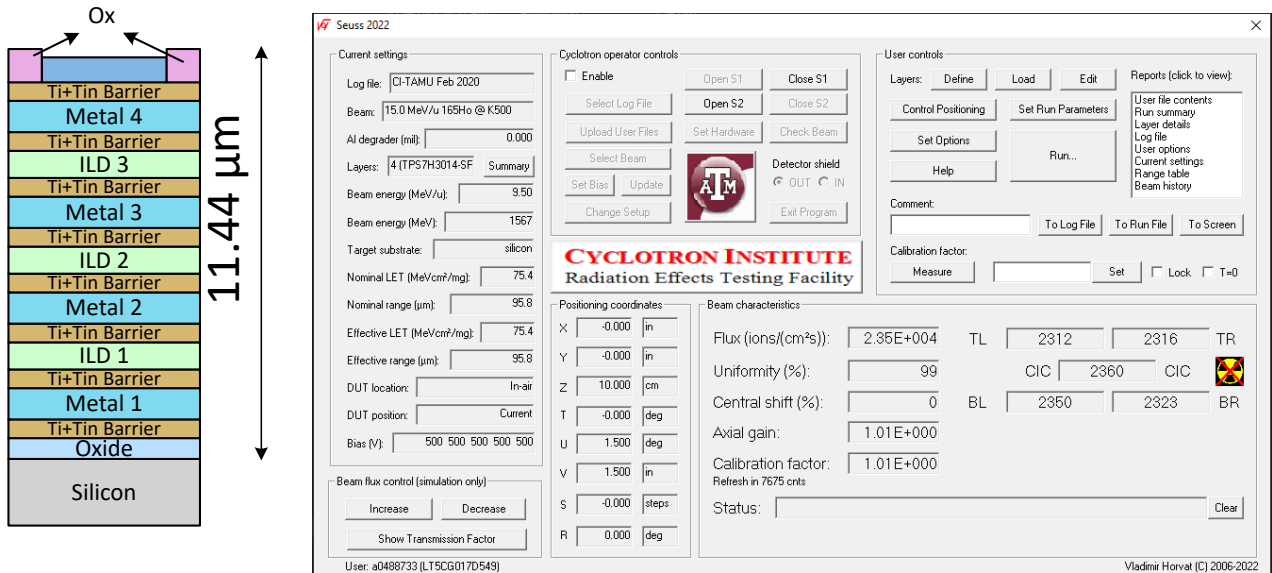 Ox
Ti+Tin Barrier
Metal 4
Ti+Tin Barrier
ILD 3
Ti+Tin Barrier
Metal 3
Ti+Tin Barrier
ILD 2
Ti+Tin Barrier
Metal 2
Ti+Tin Barrier
ILD 1
Ti+Tin Barrier
Metal 1
Ti+Tin Barrier
Oxide
Silicon
11.44 µm
Seuss 2022
Current settings
Log file: CI-TAMU Feb 2020
Beam: 15.0 MeV/u 165Ho @ K500
Al degrader (mil): 0.000
Layers: 4 (TPS7H3014-SF Summary
Beam energy (MeV/u): 9.50
Beam energy (MeV): 1567
Target substrate: silicon
Nominal LET (MeVcm²/mg): 75.4
Nominal range (µm): 95.8
Effective LET (MeVcm²/mg): 75.4
Effective range (µm): 95.8
DUT location: In-air
DUT position: Current
Bias (V): 500 500 500 500 500
Beam flux control (simulation only)
Increase Decrease
Show Transmission Factor
User: a0488733 (LT5CG017D549)
Cyclotron operator controls
Enable Open S1 Close S1
Select Log File Open S2 Close S2
Upload User Files Set Hardware Check Beam
Select Beam
Set Bias Update
Change Setup
ATM
Detector shield
OUT IN
Exit Program
CYCLOTRON INSTITUTE
Radiation Effects Testing Facility
Positioning coordinates
X -0.000 in
Y -0.000 in
Z 10.000 cm
T -0.000 deg
U 1.500 deg
V 1.500 in
S -0.000 steps
R 0.000 deg
User controls
Layers: Define Load Edit
Control Positioning Set Run Parameters
Set Options
Run...
Help
Reports (click to view):
User file contents
Run summary
Layer details
Log file
User options
Current settings
Range table
Beam history
Comment:
To Log File To Run File To Screen
Calibration factor:
Measure Set Lock T=0
Beam characteristics
Flux (ions/(cm²s)): 2.35E+004 TL 2312 2316 TR
Uniformity (%): 99 CIC 2360 CIC
Central shift (%): 0 BL 2350 2323 BR
Axial gain: 1.01E+000
Calibration factor: 1.01E+000
Refresh in 7675 cnts
Status: Clear
Vladimir Horvat (C) 2006-2022